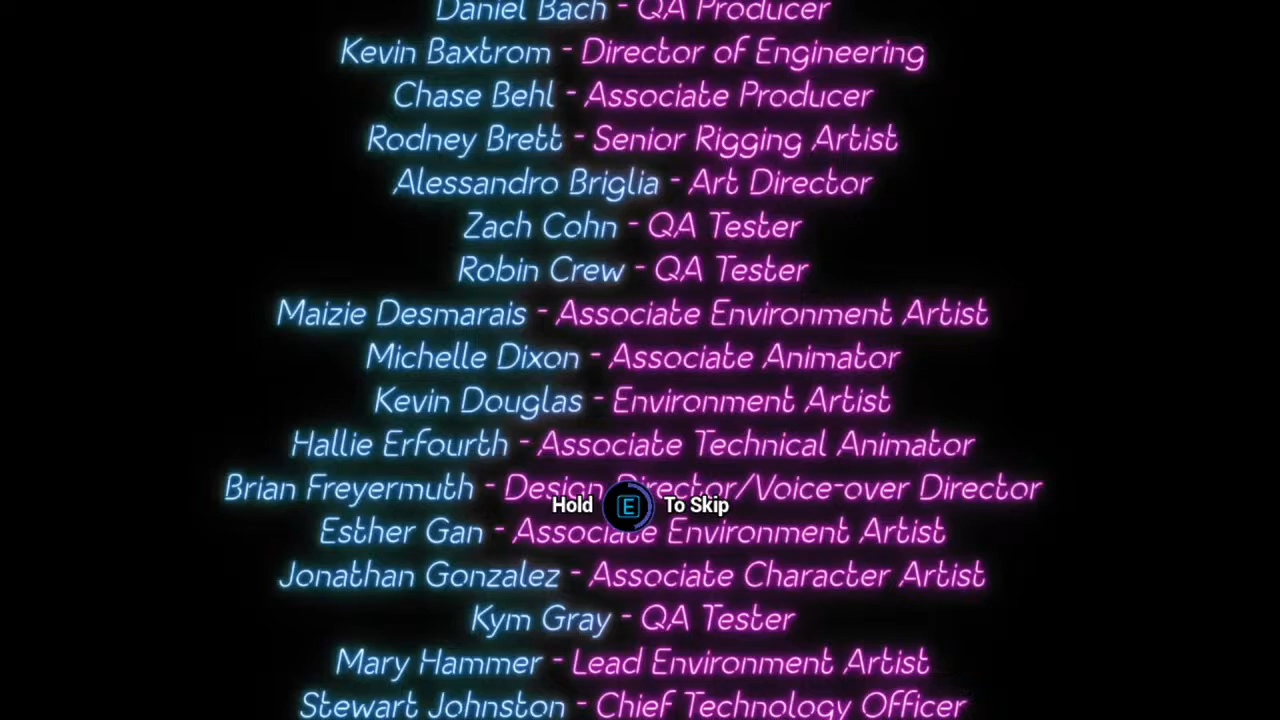 Daniel Bach - QA Producer
Kevin Baxtrom - Director of Engineering
Chase Behl - Associate Producer
Rodney Brett - Senior Rigging Artist
Alessandro Briglia - Art Director
Zach Cohn - QA Tester
Robin Crew - QA Tester
Maizie Desmarais - Associate Environment Artist
Michelle Dixon - Associate Animator
Kevin Douglas - Environment Artist
Hallie Erfourth - Associate Technical Animator
Brian Freyermuth - Design Director/Voice-over Director
Hold E To Skip
Esther Gan - Associate Environment Artist
Jonathan Gonzalez - Associate Character Artist
Kym Gray - QA Tester
Mary Hammer - Lead Environment Artist
Stewart Johnston - Chief Technology Officer